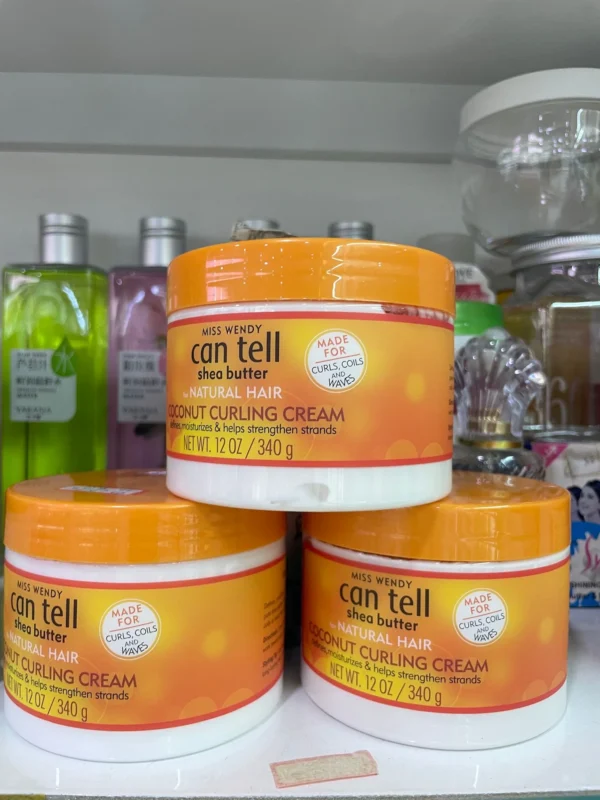 MISS WENDY
can tell
shea butter
for NATURAL HAIR
COCONUT CURLING CREAM
defines, moisturizes & helps strengthen strands
NET WT. 12 OZ / 340 g
MADE
FOR
CURLS, COILS
AND
WAVES
MISS WENDY
can tell
shea butter
NATURAL HAIR
COCONUT CURLING CREAM
moisturizes & helps strengthen strands
NET WT. 12 OZ / 340 g
MADE
FOR
CURLS, COILS
AND
WAVES
MISS WENDY
can tell
shea butter
for NATURAL HAIR
COCONUT CURLING CREAM
defines, moisturizes & helps strengthen strands
NET WT. 12 OZ / 340 g
MADE
FOR
CURLS, COILS
AND
WAVES